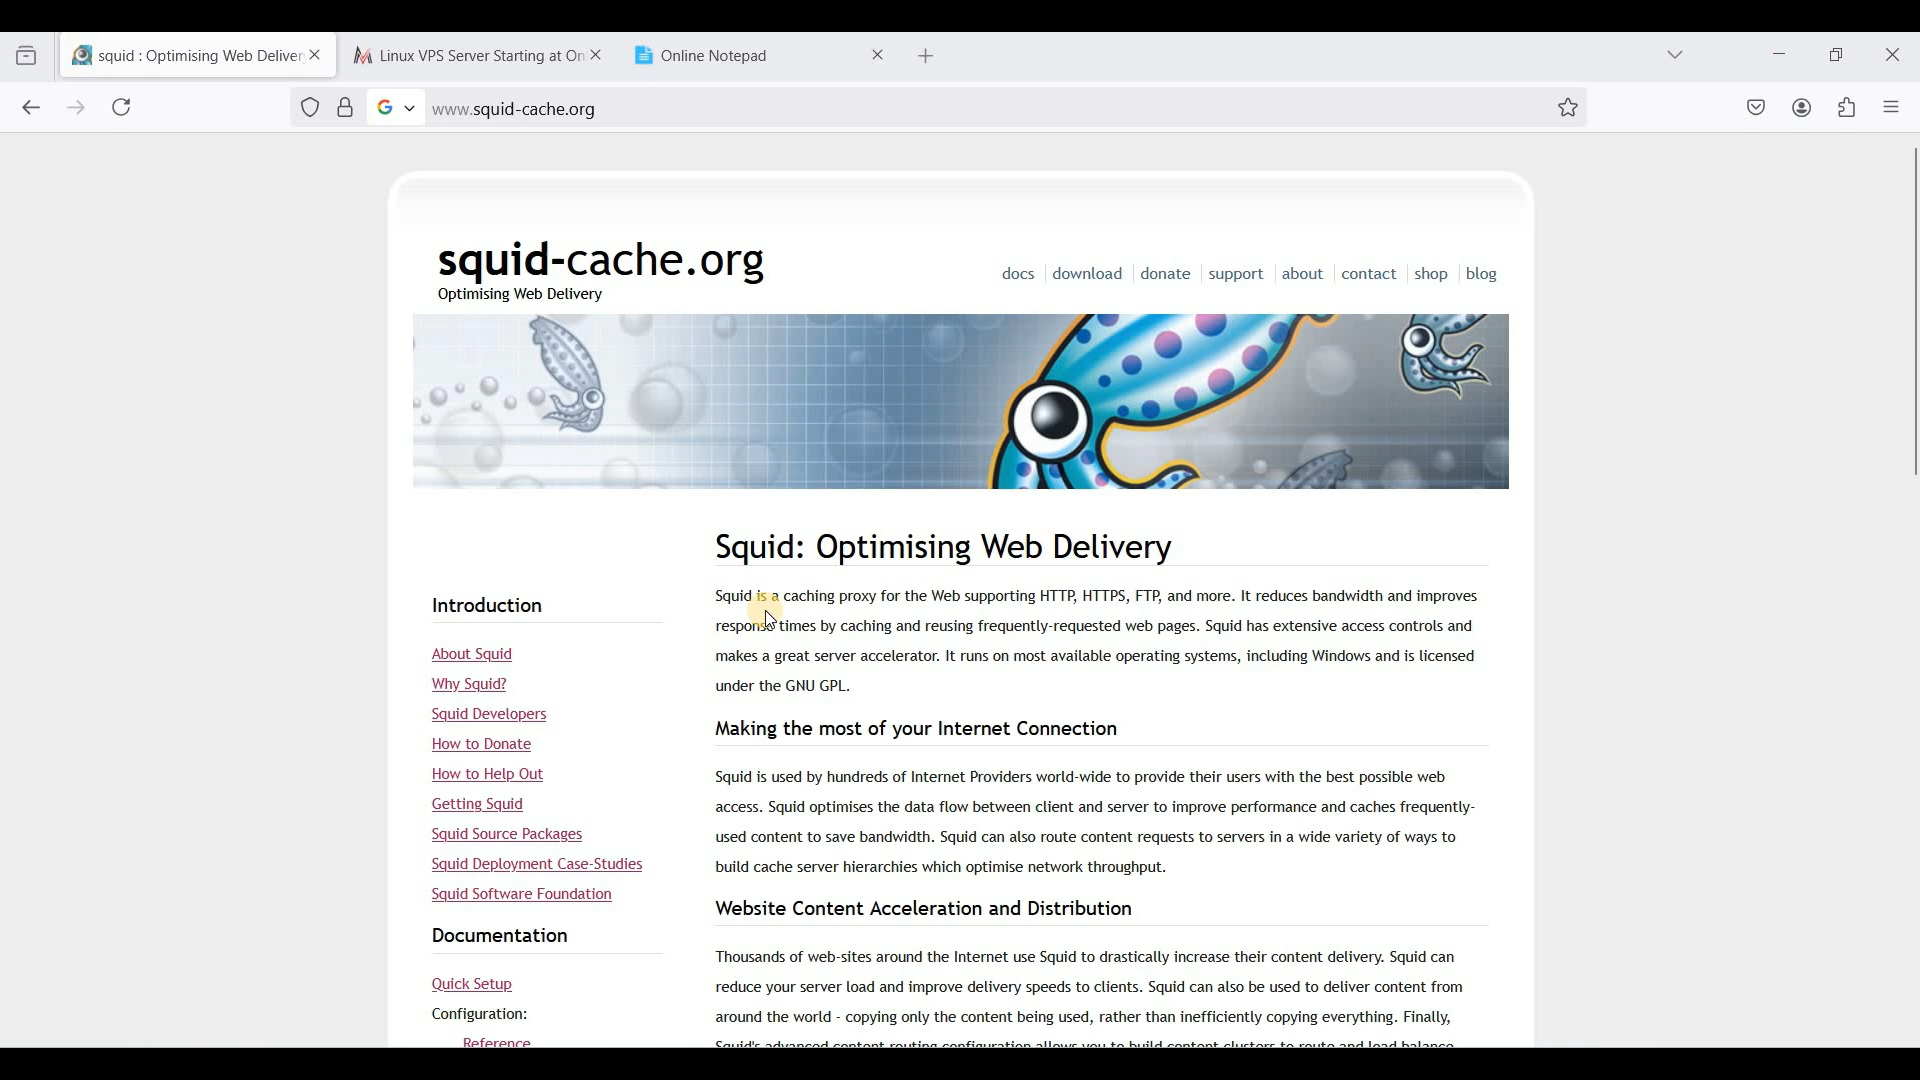 squid : Optimising Web Deliver
Linux VPS Server Starting at On
Online Notepad
www.squid-cache.org
squid-cache.org
Optimising Web Delivery
docs
download
donate
support
about
contact
shop
blog
Squid: Optimising Web Delivery
Squid is a caching proxy for the Web supporting HTTP, HTTPS, FTP, and more. It reduces bandwidth and improves
response times by caching and reusing frequently-requested web pages. Squid has extensive access controls and
makes a great server accelerator. It runs on most available operating systems, including Windows and is licensed
under the GNU GPL.
Making the most of your Internet Connection
Squid is used by hundreds of Internet Providers world-wide to provide their users with the best possible web
access. Squid optimises the data flow between client and server to improve performance and caches frequently-
used content to save bandwidth. Squid can also route content requests to servers in a wide variety of ways to
build cache server hierarchies which optimise network throughput.
Website Content Acceleration and Distribution
Thousands of web-sites around the Internet use Squid to drastically increase their content delivery. Squid can
reduce your server load and improve delivery speeds to clients. Squid can also be used to deliver content from
around the world - copying only the content being used, rather than inefficiently copying everything. Finally,
Squid's advanced content routing configuration allows you to build content clusters to route and load balance
Introduction
About Squid
Why Squid?
Squid Developers
How to Donate
How to Help Out
Getting Squid
Squid Source Packages
Squid Deployment Case-Studies
Squid Software Foundation
Documentation
Quick Setup
Configuration:
Reference